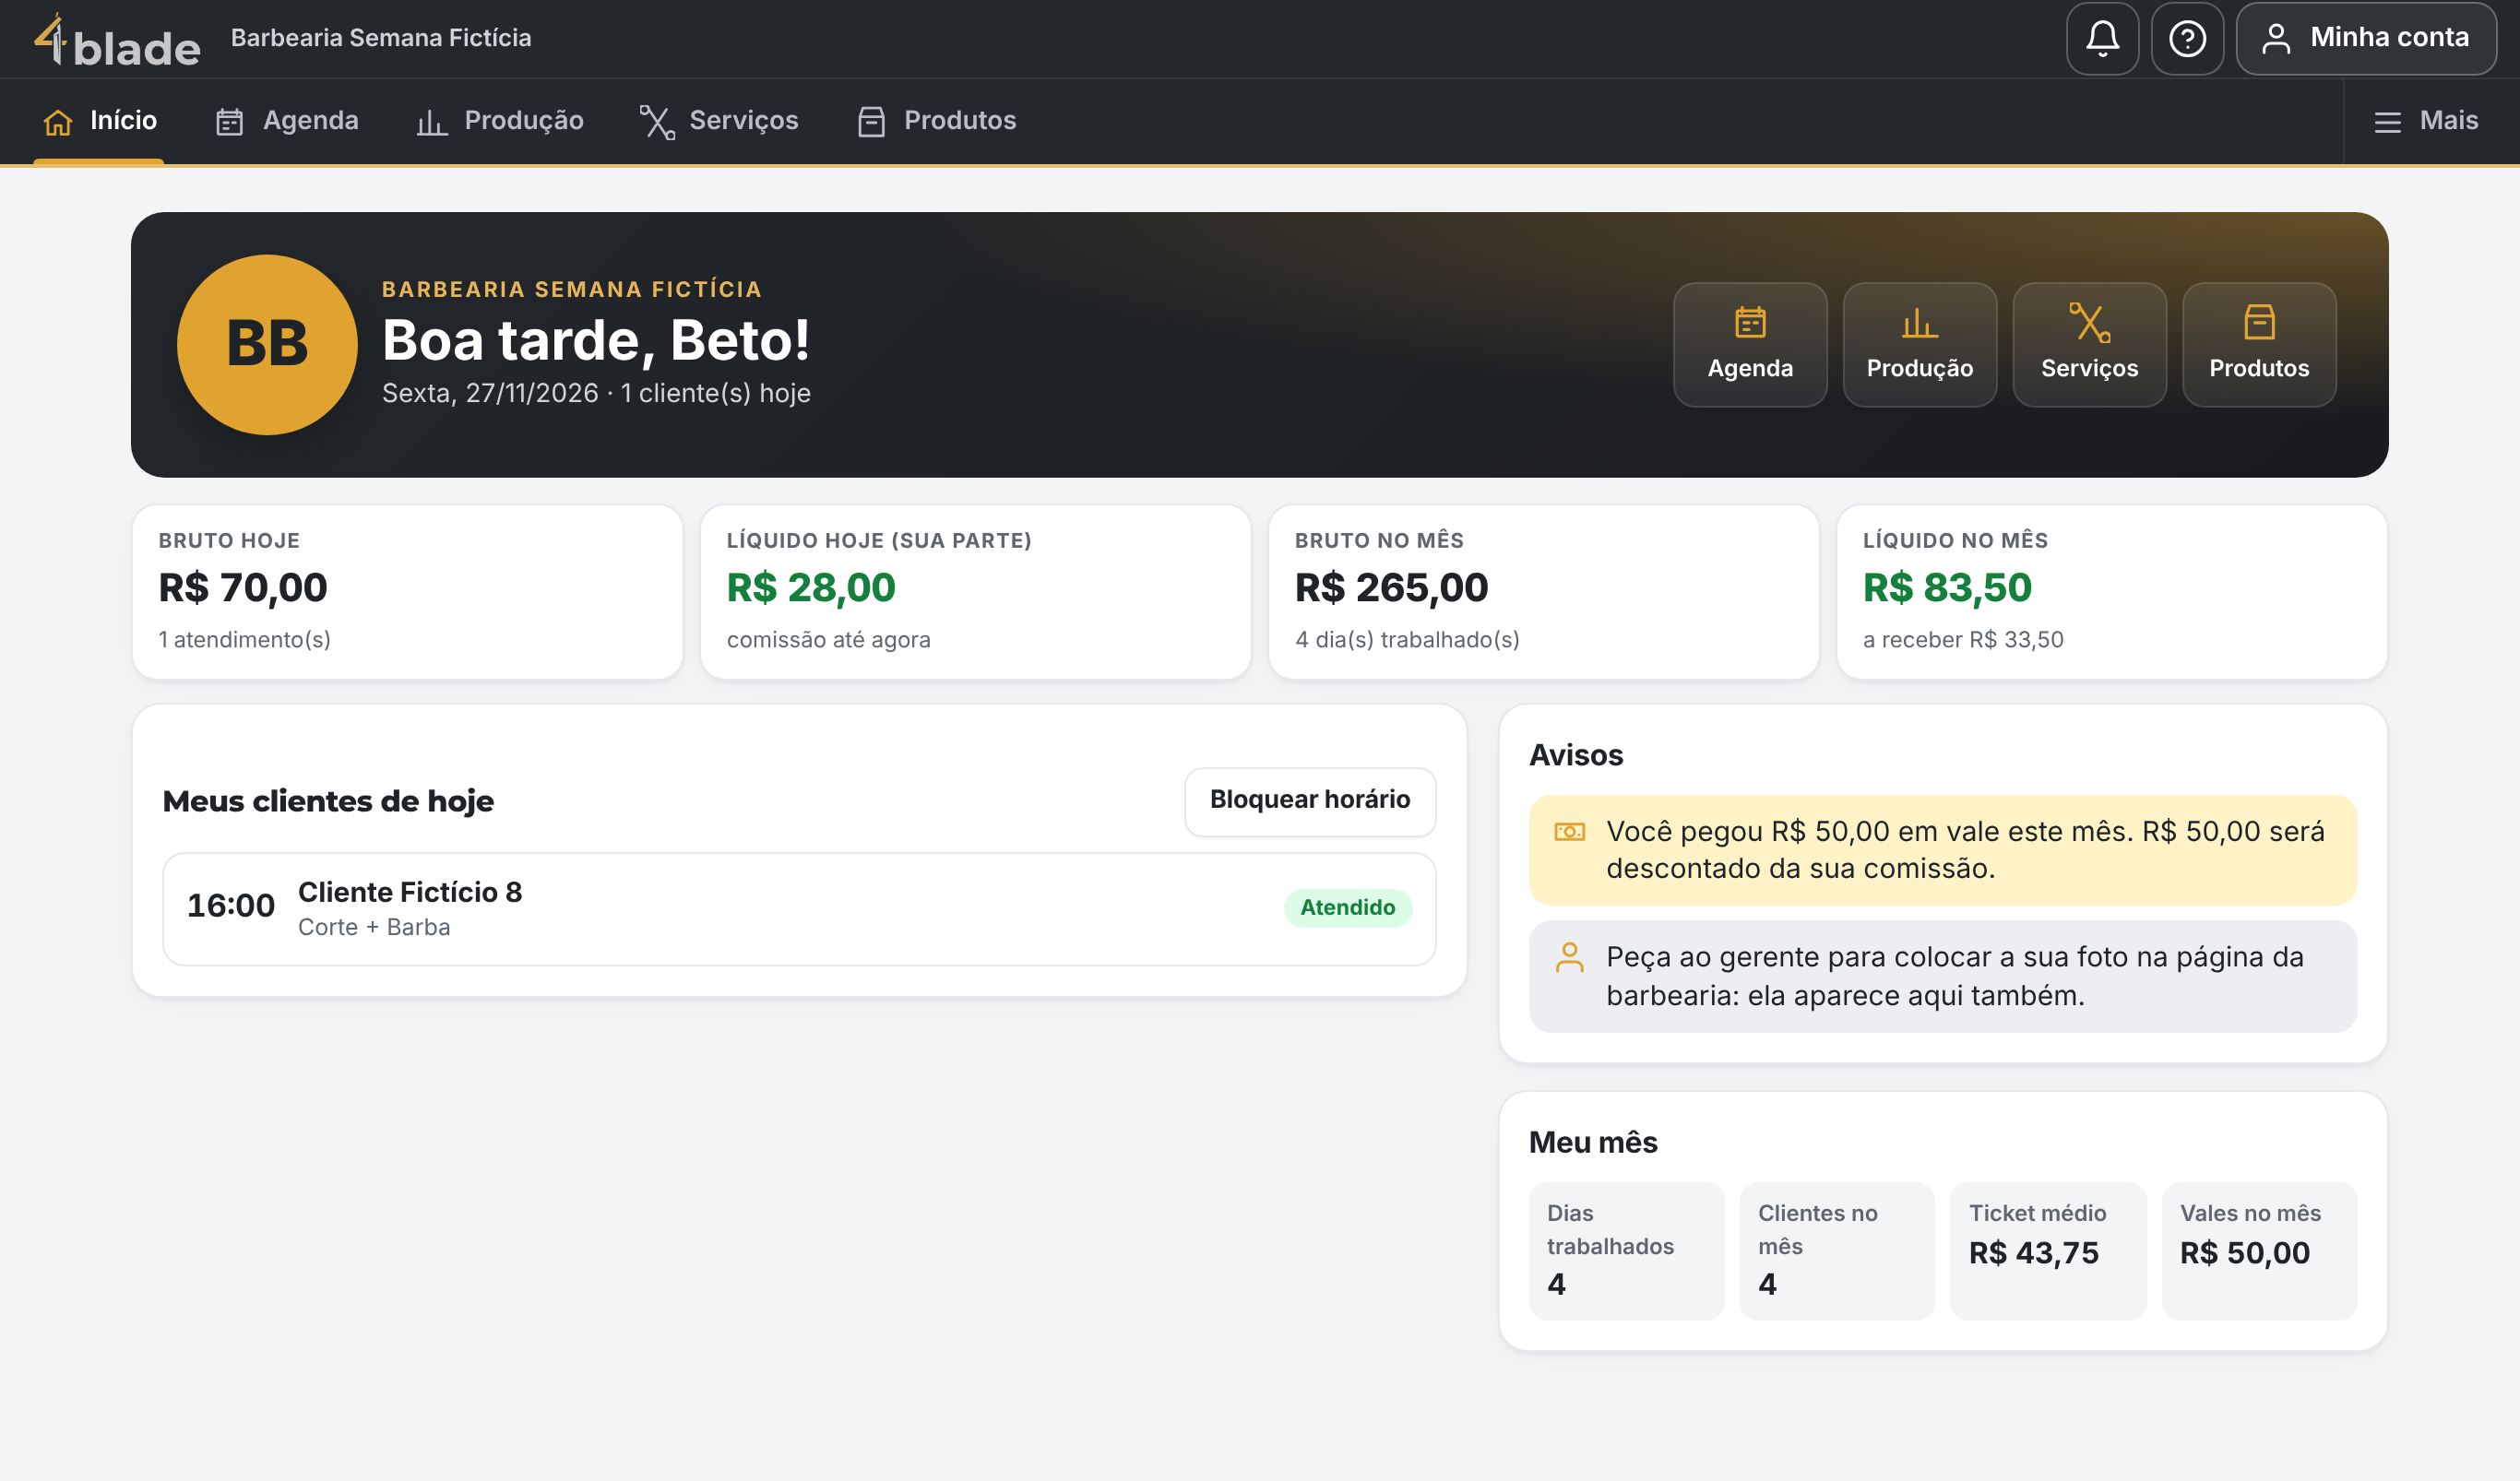 4blade
Barbearia Semana Fictícia
Minha conta
Início
Agenda
Produção
Serviços
Produtos
Mais
BB
BARBEARIA SEMANA FICTÍCIA
Boa tarde, Beto!
Sexta, 27/11/2026 · 1 cliente(s) hoje
Agenda
Produção
Serviços
Produtos
BRUTO HOJE
R$ 70,00
1 atendimento(s)
LÍQUIDO HOJE (SUA PARTE)
R$ 28,00
comissão até agora
BRUTO NO MÊS
R$ 265,00
4 dia(s) trabalhado(s)
LÍQUIDO NO MÊS
R$ 83,50
a receber R$ 33,50
Meus clientes de hoje
Bloquear horário
16:00
Cliente Fictício 8
Corte + Barba
Atendido
Avisos
Você pegou R$ 50,00 em vale este mês. R$ 50,00 será
descontado da sua comissão.
Peça ao gerente para colocar a sua foto na página da
barbearia: ela aparece aqui também.
Meu mês
Dias
trabalhados
4
Clientes no
mês
4
Ticket médio
R$ 43,75
Vales no mês
R$ 50,00